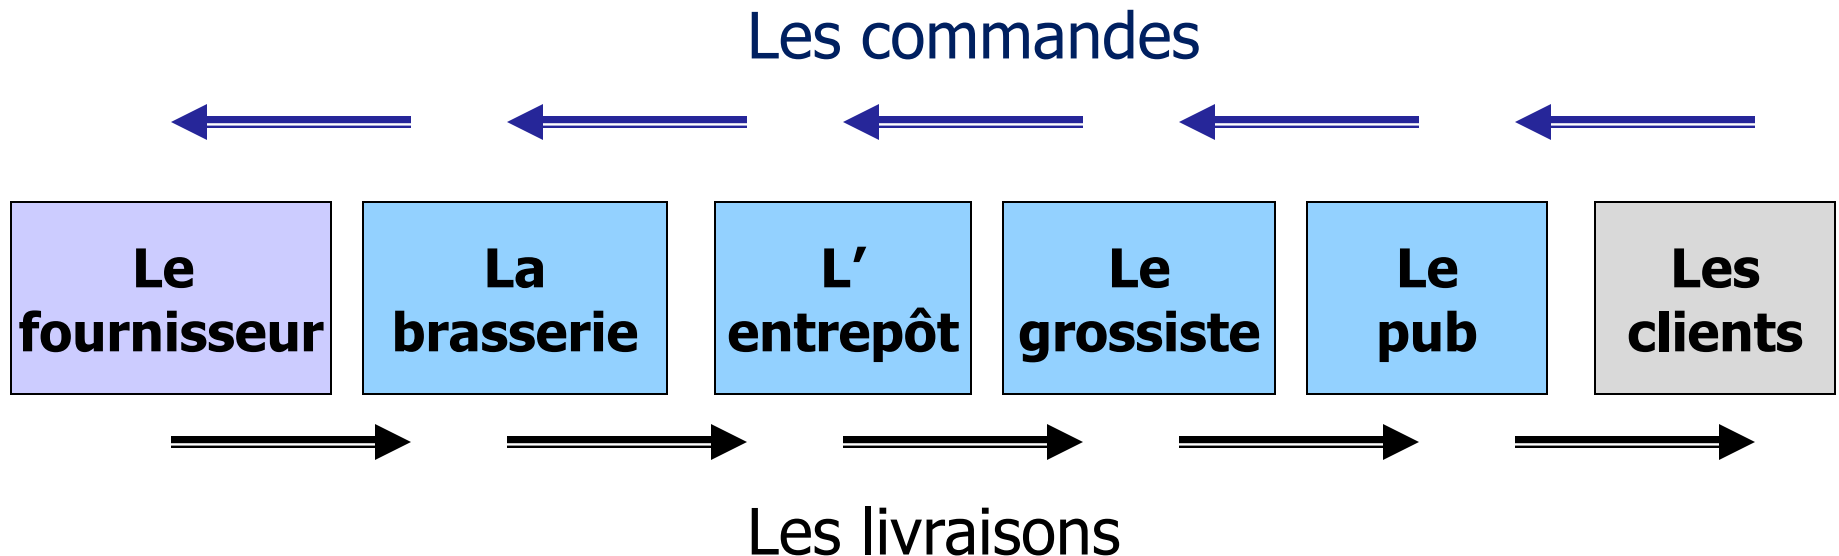 Les commandes
Le
fournisseur
La
brasserie
L’
entrepôt
Le
grossiste
Le
pub
Les
clients
Les livraisons